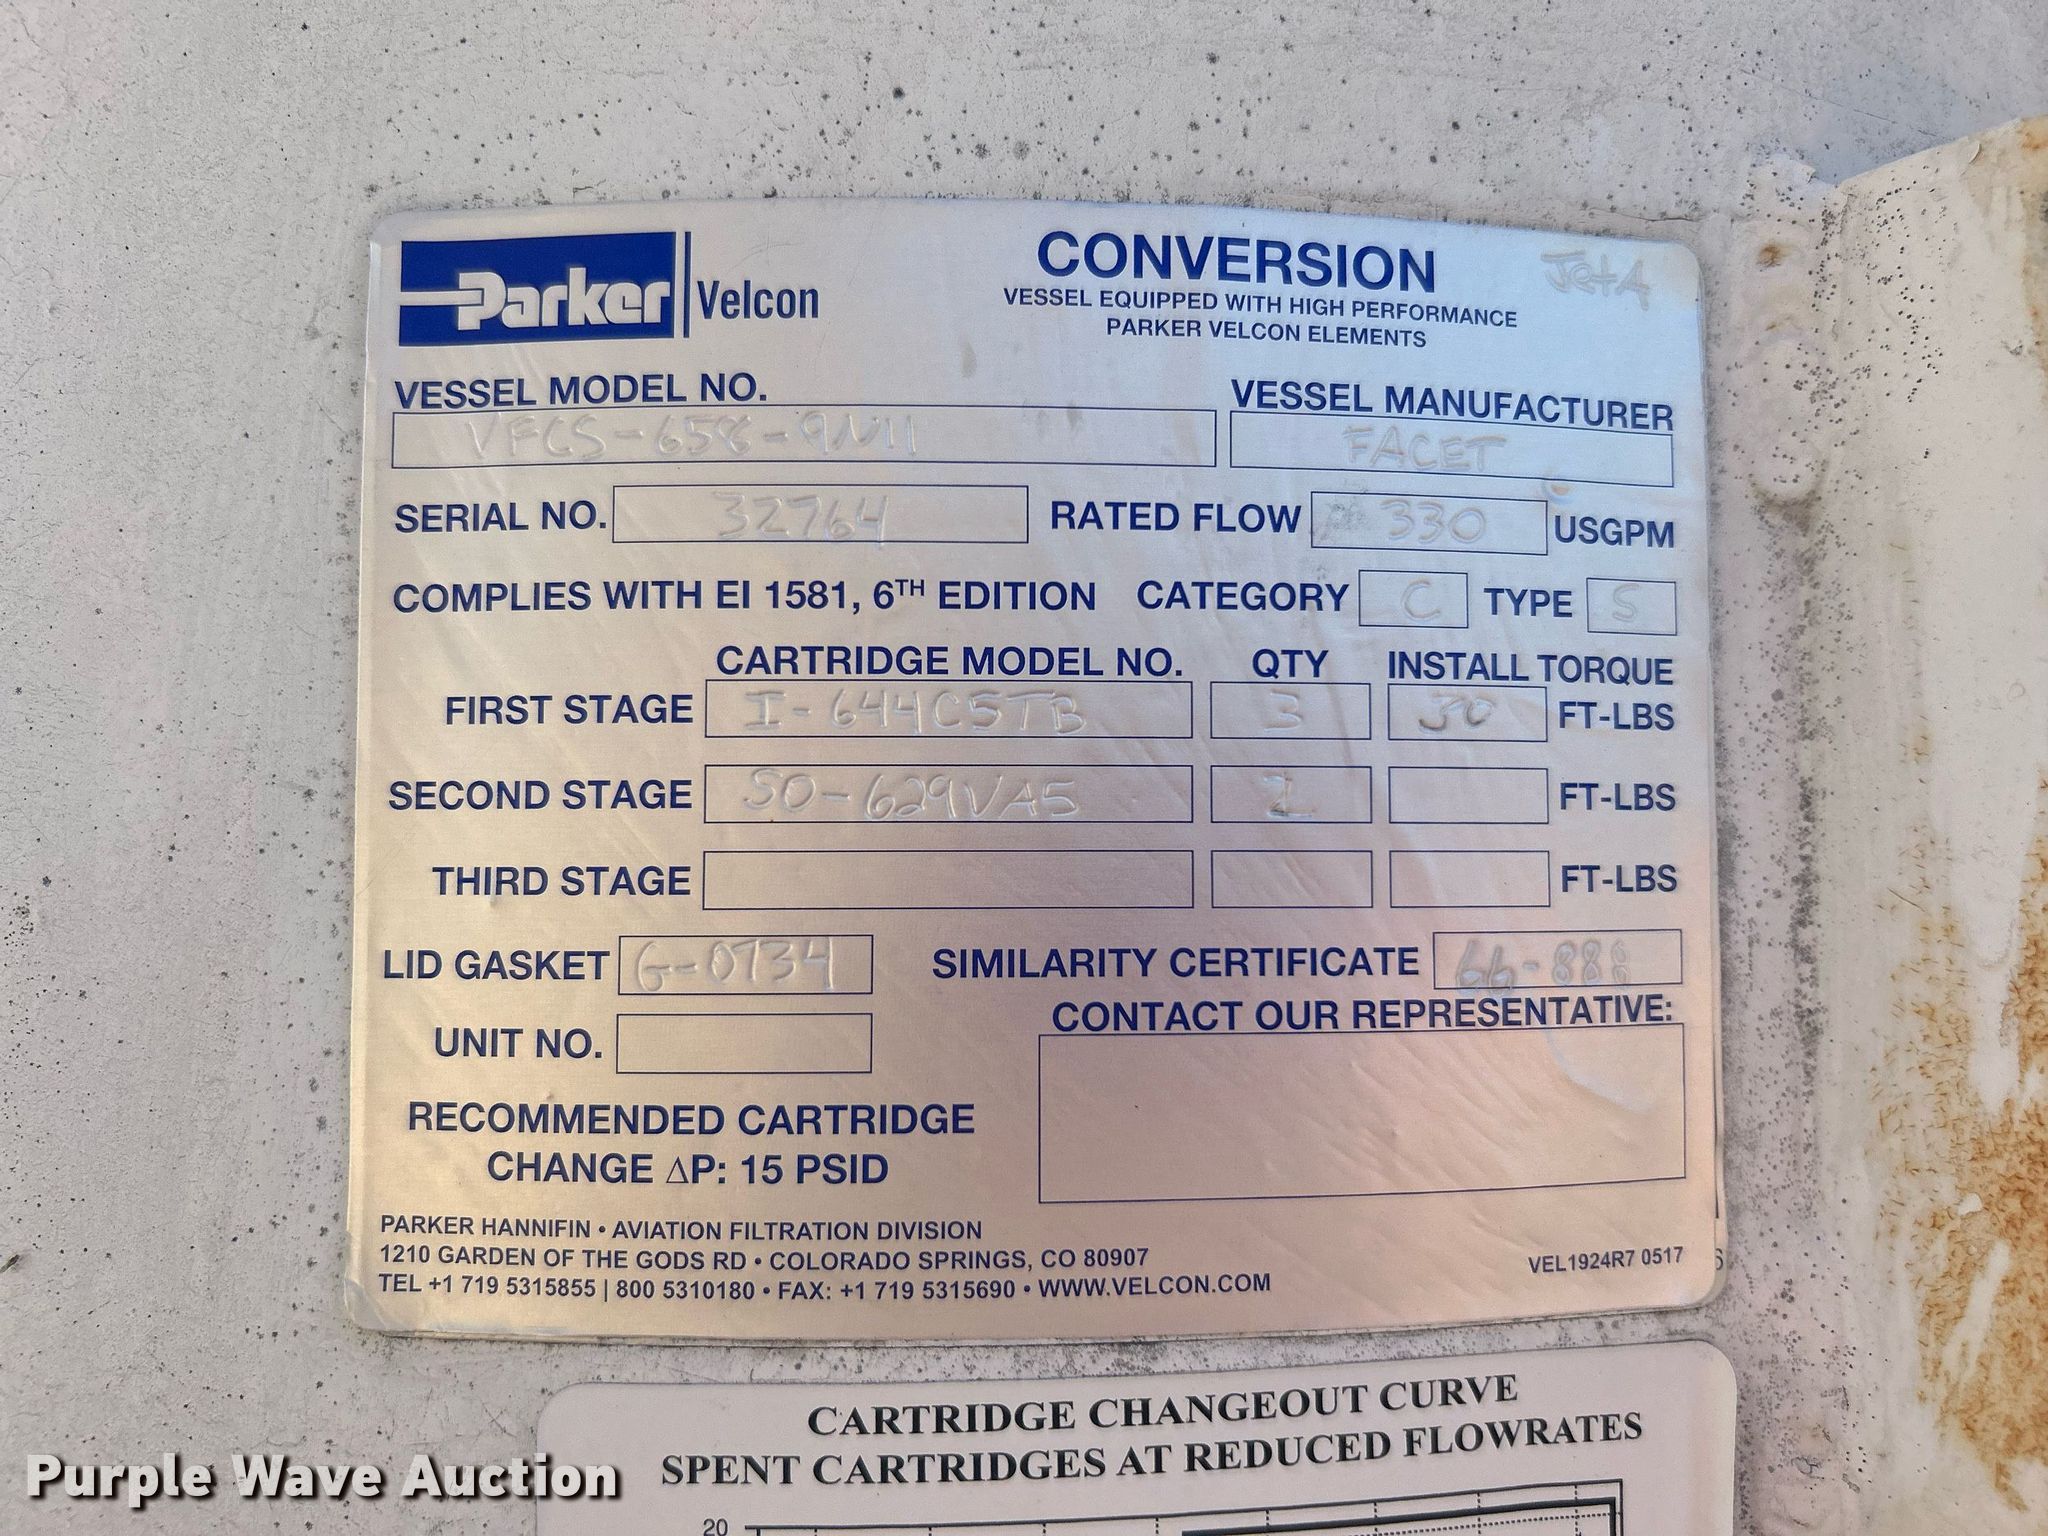 Parker Velcon
CONVERSION
Jet A
VESSEL EQUIPPED WITH HIGH PERFORMANCE
PARKER VELCON ELEMENTS
VESSEL MODEL NO. VESSEL MANUFACTURER
FACET
SERIAL NO. 32764 RATED FLOW 330 USGPM
COMPLIES WITH EI 1581, 6TH EDITION CATEGORY C TYPE S
CARTRIDGE MODEL NO. QTY INSTALL TORQUE
FIRST STAGE I-644C5TB 3 30 FT-LBS
SECOND STAGE SO-629VA5 2 FT-LBS
THIRD STAGE FT-LBS
LID GASKET G-0734 SIMILARITY CERTIFICATE
UNIT NO. CONTACT OUR REPRESENTATIVE:
RECOMMENDED CARTRIDGE
CHANGE ΔP: 15 PSID
PARKER HANNIFIN • AVIATION FILTRATION DIVISION
1210 GARDEN OF THE GODS RD • COLORADO SPRINGS, CO 80907
TEL +1 719 5315855 | 800 5310180 • FAX: +1 719 5315690 • WWW.VELCON.COM
VEL1924R7 0517
CARTRIDGE CHANGEOUT CURVE
SPENT CARTRIDGES AT REDUCED FLOWRATES
20
Purple Wave Auction